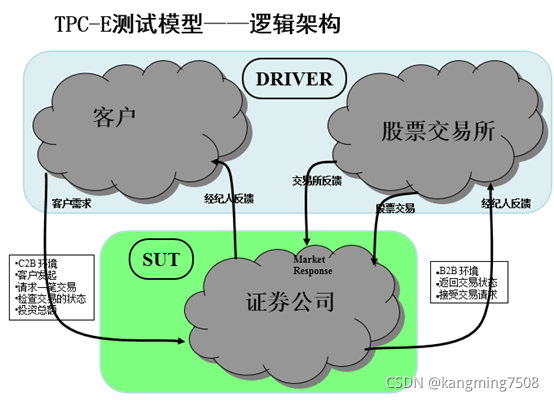 TPC-E测试模型——逻辑架构
DRIVER
客户
股票交易所
客户需求
经纪人反馈
交易所反馈
股票交易
经纪人反馈
SUT
Market
Response
证券公司
•C2B 环境
•客户发起
•请求一笔交易
•检查交易的状态
•投资总额
•B2B 环境
•返回交易状态
•接受交易请求
CSDN @kangming7508